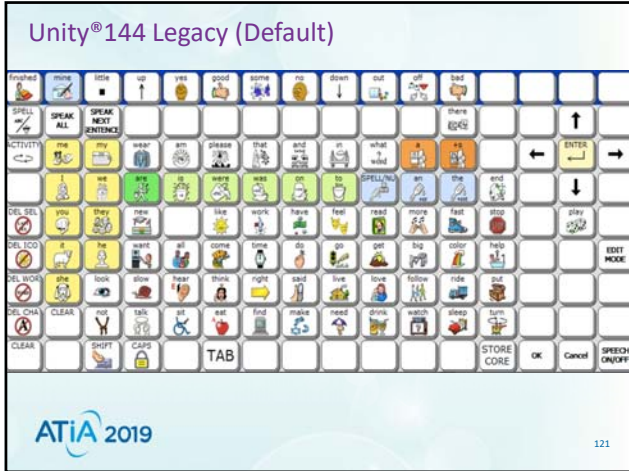 Unity®144 Legacy (Default)
finished mine little up yes good some no down out off bad
SPELL SPEAK ALL SPEAK NEXT SENTENCE there
ACTIVITY me my wear am please that and in what a +s ENTER
? word
I we are is were was on to SPELL/NU an the end
DEL SEL you they new like work have feel read more fast stop play
DEL ICO it he want all come time do go get big color help EDIT MODE
DEL WOR she look slow hear think right said live love follow ride put
DEL CHA CLEAR not talk sit eat find make need drink watch sleep turn
CLEAR SHIFT CAPS TAB STORE CORE OK Cancel SPEECH ON/OFF
ATiA 2019
121